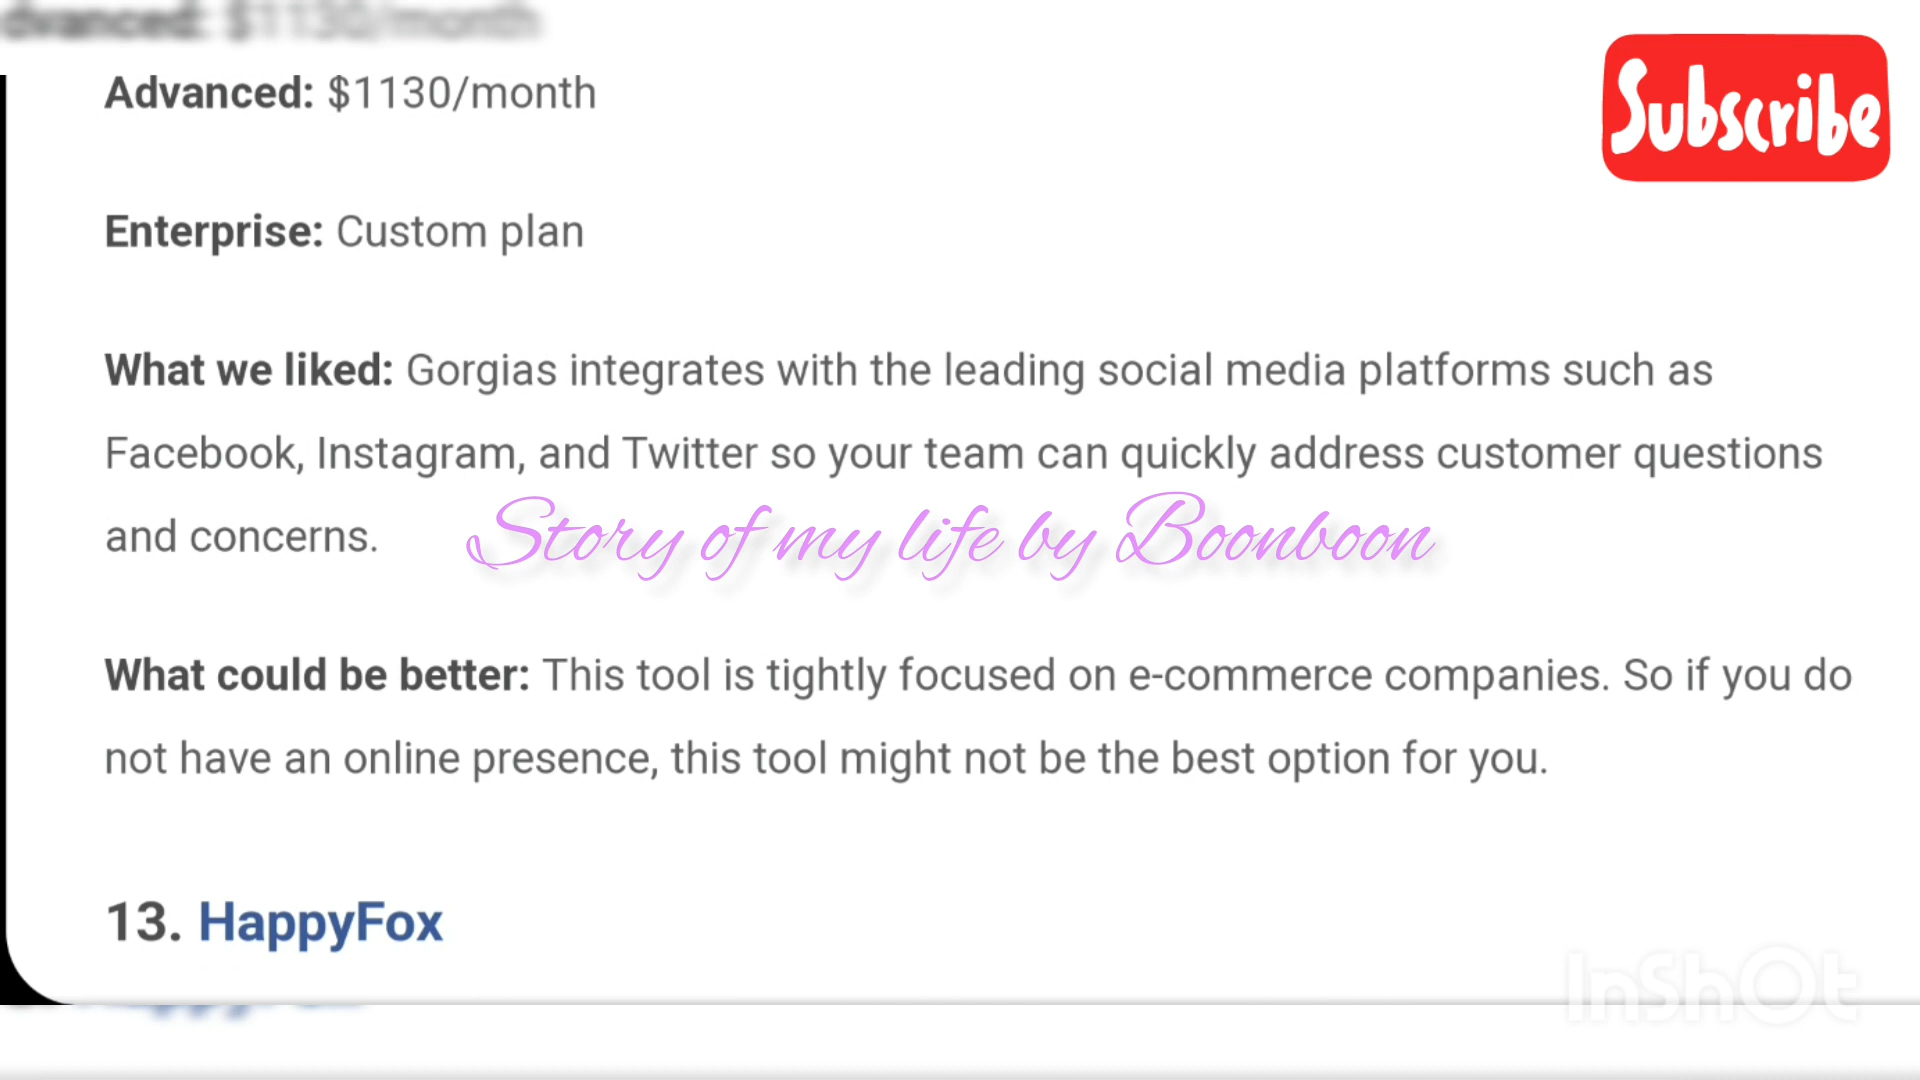 dvanced: $1130/month
Advanced: $1130/month
Subscribe
Enterprise: Custom plan
What we liked: Gorgias integrates with the leading social media platforms such as
Facebook, Instagram, and Twitter so your team can quickly address customer questions
and concerns.
Story of my life by Boonboon
What could be better: This tool is tightly focused on e-commerce companies. So if you do
not have an online presence, this tool might not be the best option for you.
13. HappyFox
InShOt